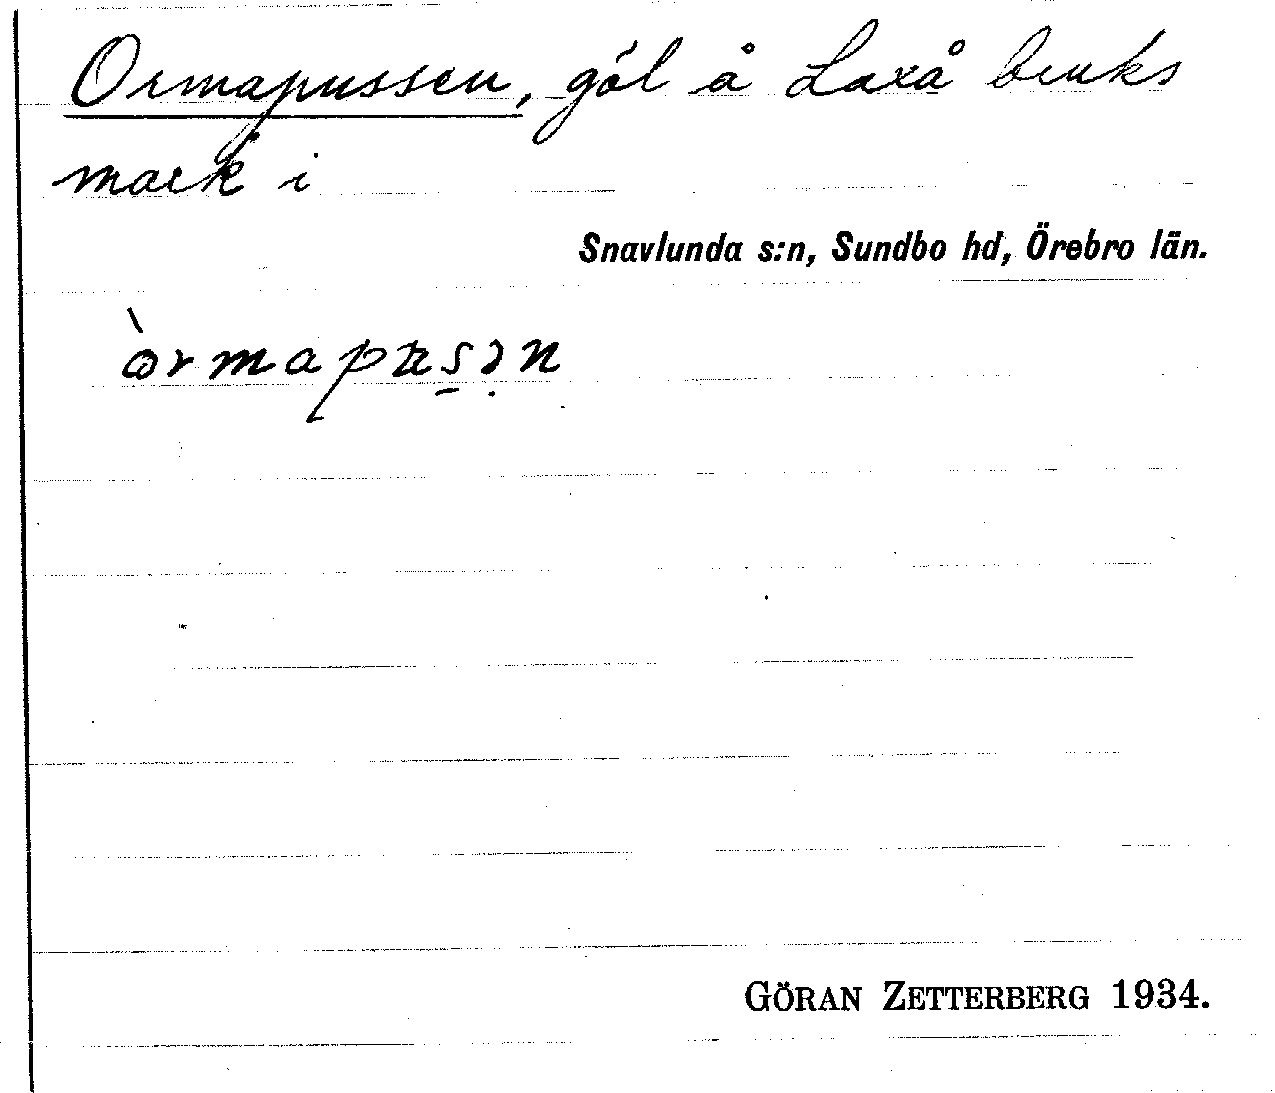 Ormapussen, göl å Laxå bruks
mark i
Snavlunda s:n, Sundbo hd, Örebro län.
òrmapusən
GÖRAN ZETTERBERG 1934.